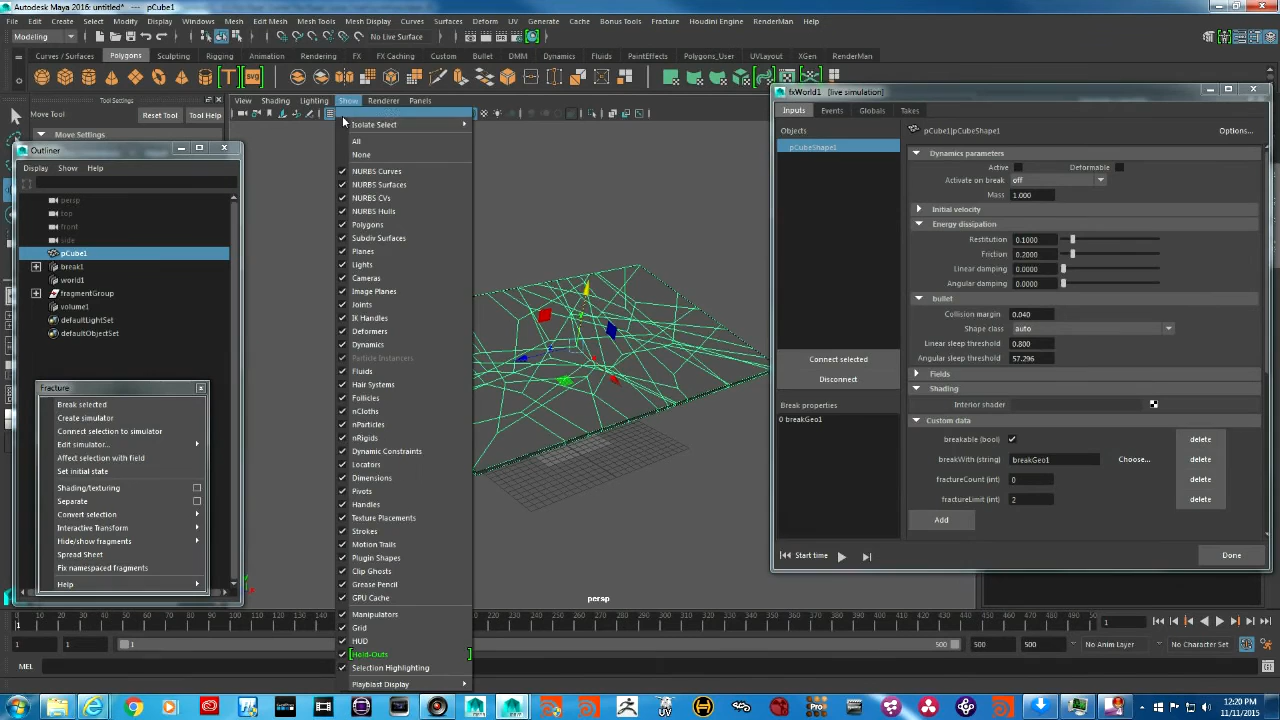 Autodesk Maya 2016: untitled* --- pCube1
File Edit Create Select Modify Display Windows Mesh Edit Mesh Mesh Tools Mesh Display Curves Surfaces Deform UV Generate Cache Bonus Tools Fracture Houdini Engine RenderMan
Modeling No Live Surface
Curves / Surfaces Polygons Sculpting Rigging Animation Rendering FX FX Caching Custom Bullet DMM Dynamics Fluids PaintEffects Polygons_User UVLayout XGen RenderMan
Tool Settings
Move Tool Reset Tool Tool Help
Move Settings
View Shading Lighting Show Renderer Panels
Outliner
Display Show Help
persp
top
front
side
pCube1
break1
world1
fragmentGroup
volume1
defaultLightSet
defaultObjectSet
Fracture
Break selected
Create simulator
Connect selection to simulator
Edit simulator...
Affect selection with field
Set initial state
Shading/texturing
Separate
Convert selection
Interactive Transform
Hide/show fragments
Spread Sheet
Fix namespaced fragments
Help
Isolate Select
All
None
NURBS Curves
NURBS Surfaces
NURBS CVs
NURBS Hulls
Polygons
Subdiv Surfaces
Planes
Lights
Cameras
Image Planes
Joints
IK Handles
Deformers
Dynamics
Particle Instancers
Fluids
Hair Systems
Follicles
nCloths
nParticles
nRigids
Dynamic Constraints
Locators
Dimensions
Pivots
Handles
Texture Placements
Strokes
Motion Trails
Plugin Shapes
Clip Ghosts
Grease Pencil
GPU Cache
Manipulators
Grid
HUD
Hold-Outs
Selection Highlighting
Playblast Display
persp
fxWorld1 [live simulation]
Inputs Events Globals Takes
Objects
pCubeShape1
Connect selected
Disconnect
Break properties
0 breakGeo1
Start time
pCube1|pCubeShape1 Options...
Dynamics parameters
Active Deformable
Activate on break off
Mass 1.000
Initial velocity
Energy dissipation
Restitution 0.1000
Friction 0.2000
Linear damping 0.0000
Angular damping 0.0000
bullet
Collision margin 0.040
Shape class auto
Linear sleep threshold 0.800
Angular sleep threshold 57.296
Fields
Shading
Interior shader
Custom data
breakable (bool) delete
breakWith (string) breakGeo1 Choose... delete
fractureCount (int) 0 delete
fractureLimit (int) 2 delete
Add
Done
1 1 1 500 500 500 No Anim Layer No Character Set
1
MEL
12:20 PM
11/11/2015